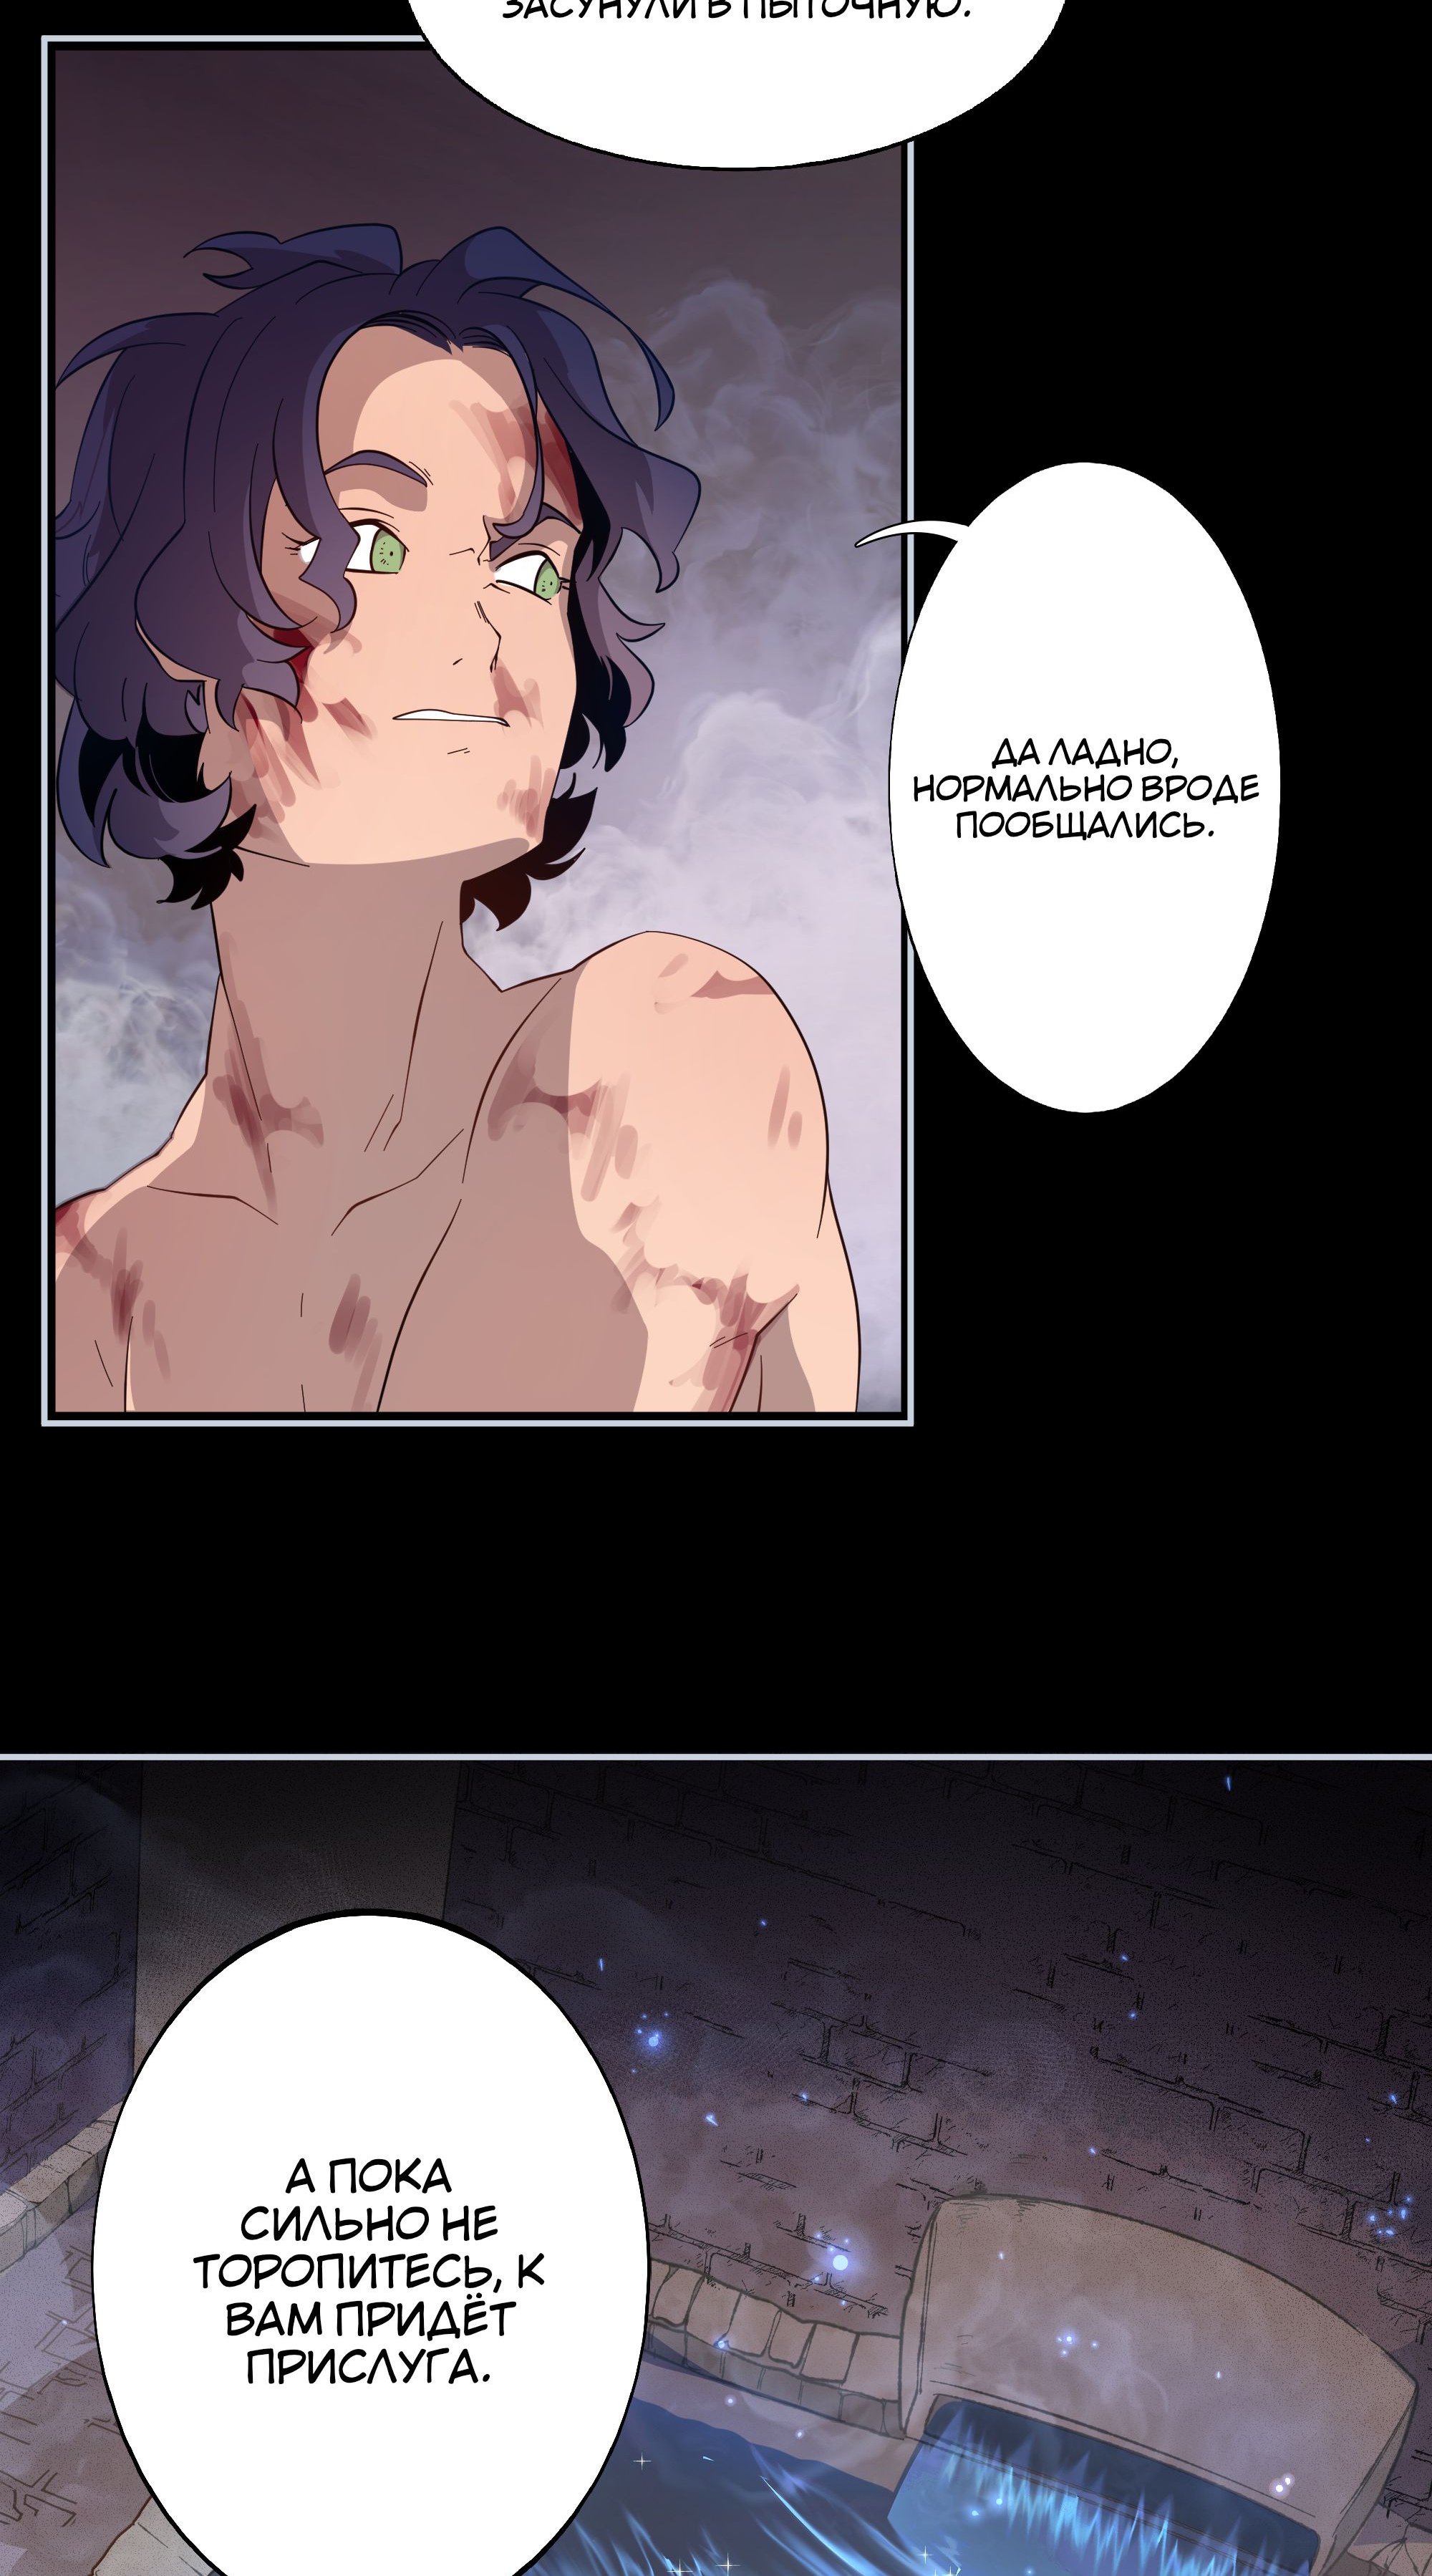 ЗАСУНУЛИ В ПЫТОЧНУЮ.
ДА ЛАДНО,
НОРМАЛЬНО ВРОДЕ
ПООБЩАЛИСЬ.
А ПОКА
СИЛЬНО НЕ
ТОРОПИТЕСЬ, К
ВАМ ПРИДЁТ
ПРИСЛУГА.